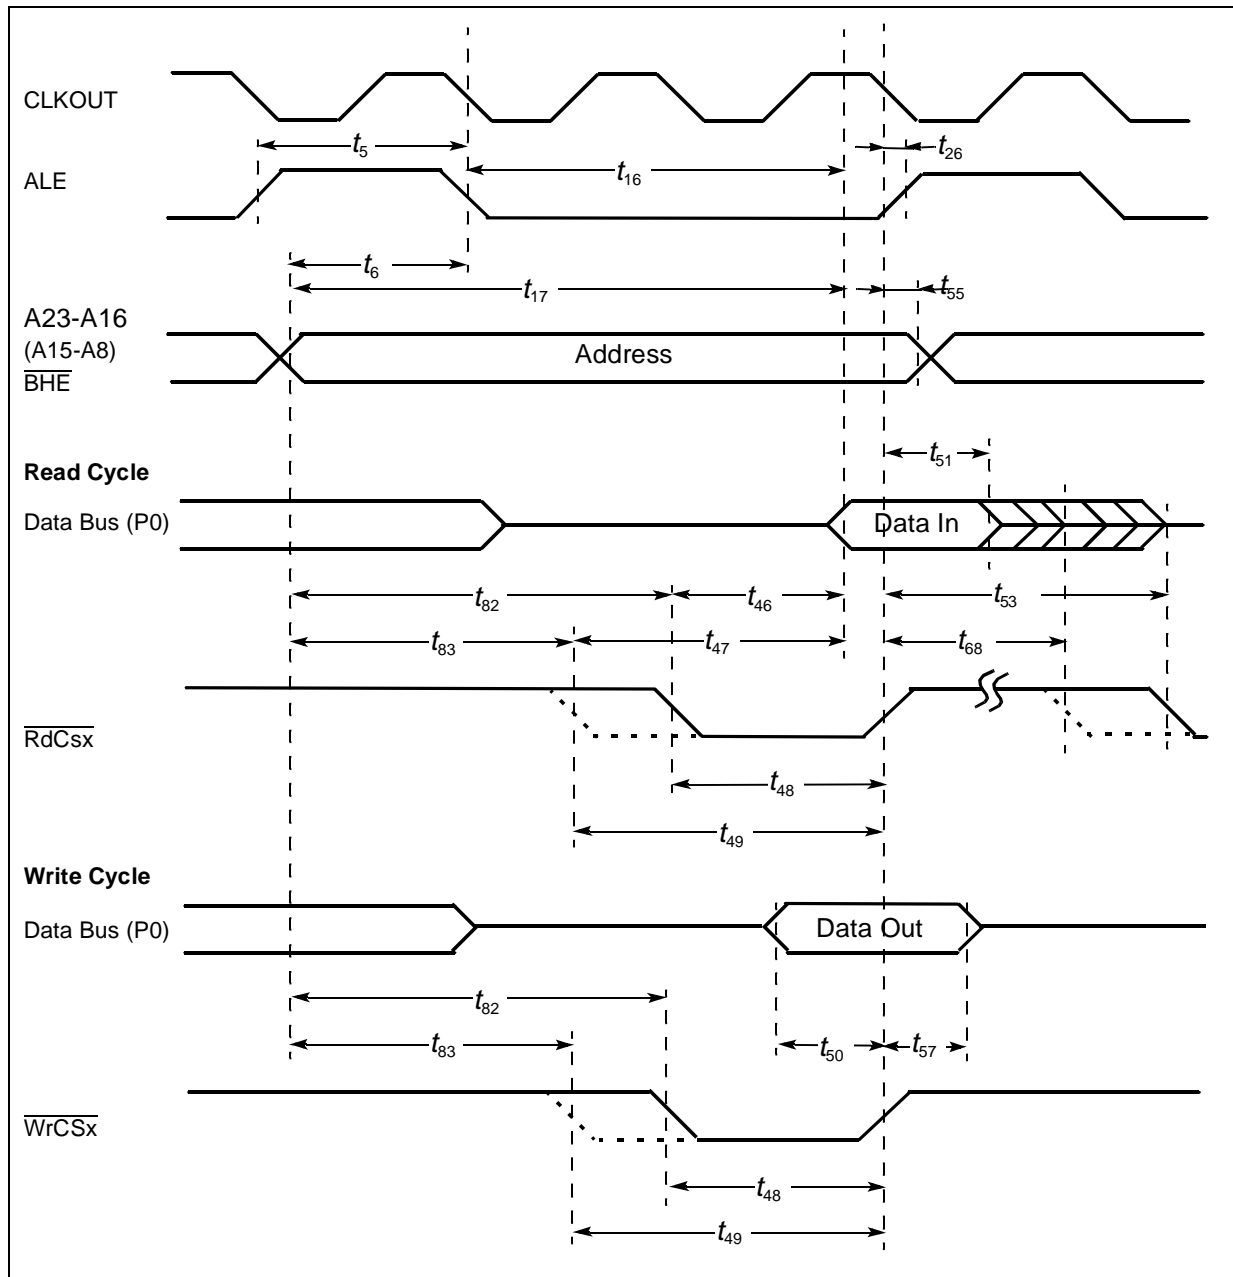 CLKOUT
t5
t26
ALE
t16
t6
t17
t55
A23-A16
(A15-A8)
Address
BHE
t51
Read Cycle
Data Bus (P0)
Data In
t82
t46
t53
t83
t47
t68
RdCsx
t48
t49
Write Cycle
Data Bus (P0)
Data Out
t82
t83
t50
t57
WrCSx
t48
t49